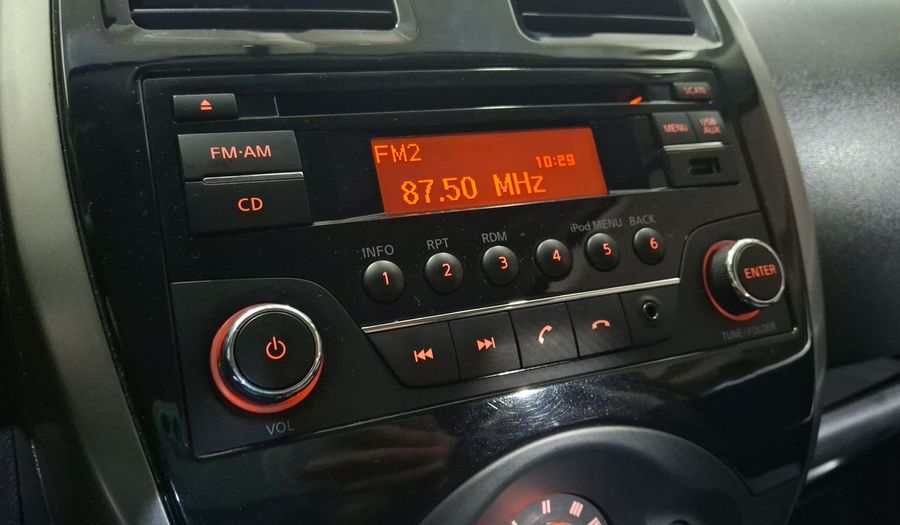 SCAN
FM·AM
MENU
USB
AUX
FM2
10:29
CD
87.50 MHz
INFO
RPT
RDM
iPod MENU
BACK
1
2
3
4
5
6
ENTER
TUNE/FOLDER
VOL